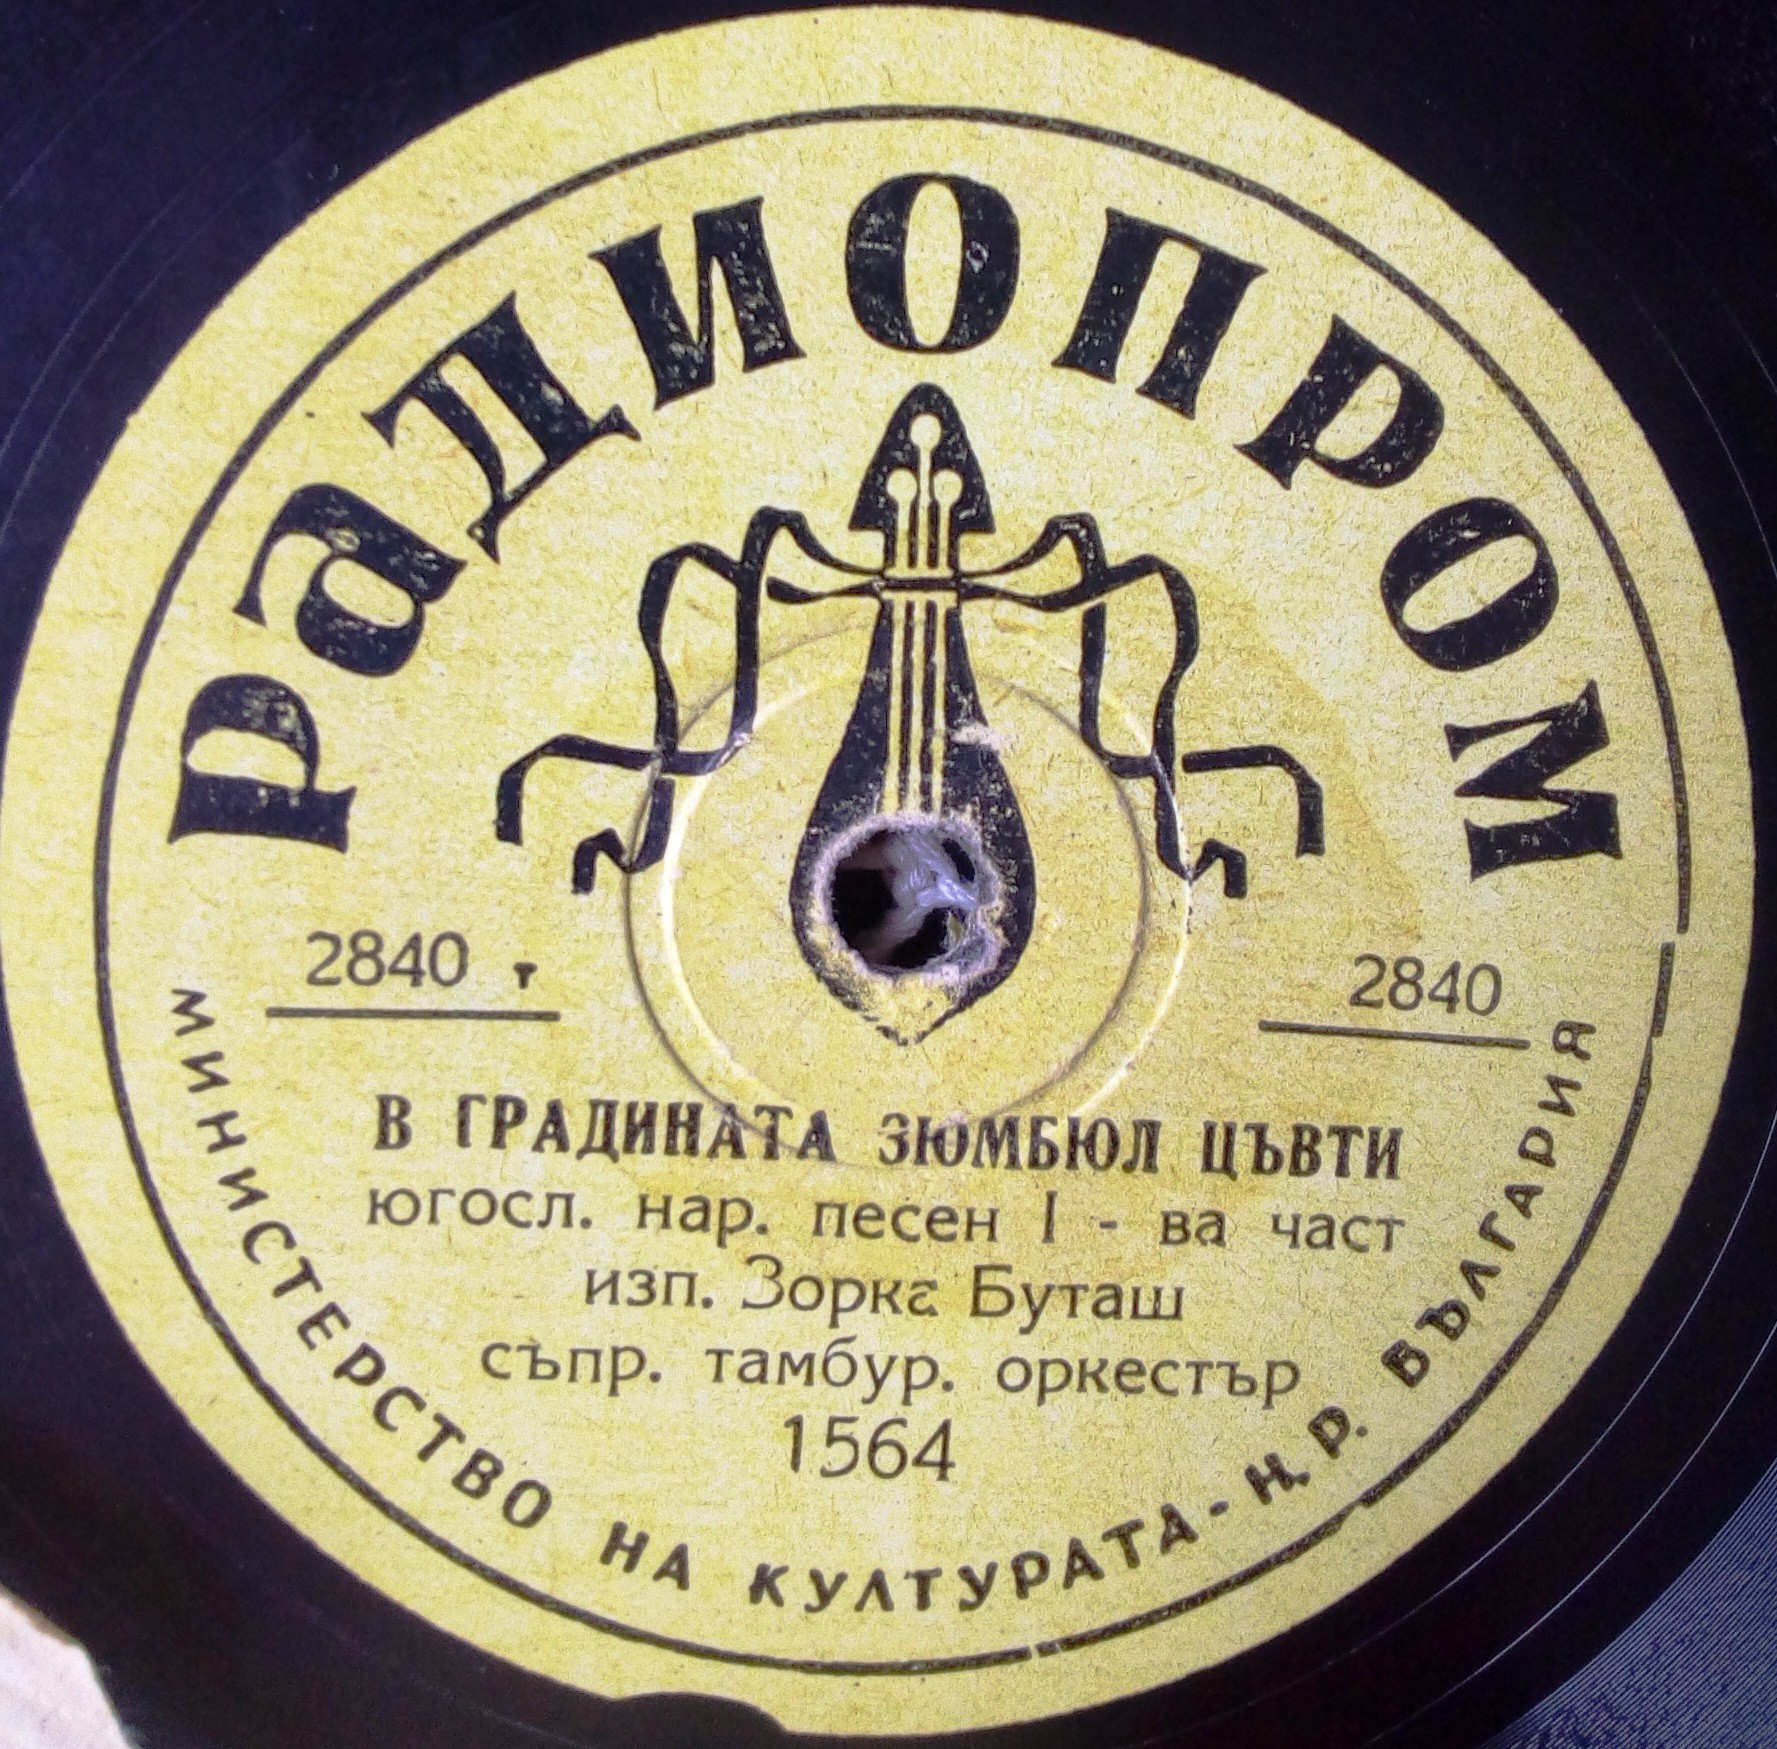 РАДИОПРОМ
2840 т
2840
В ГРАДИНАТА ЗЮМБЮЛ ЦЪВТИ
югосл. нар. песен I - ва част
изп. Зорка Буташ
съпр. тамбур. оркестър
1564
МИНИСТЕРСТВО НА КУЛТУРАТА - Н. Р. БЪЛГАРИЯ